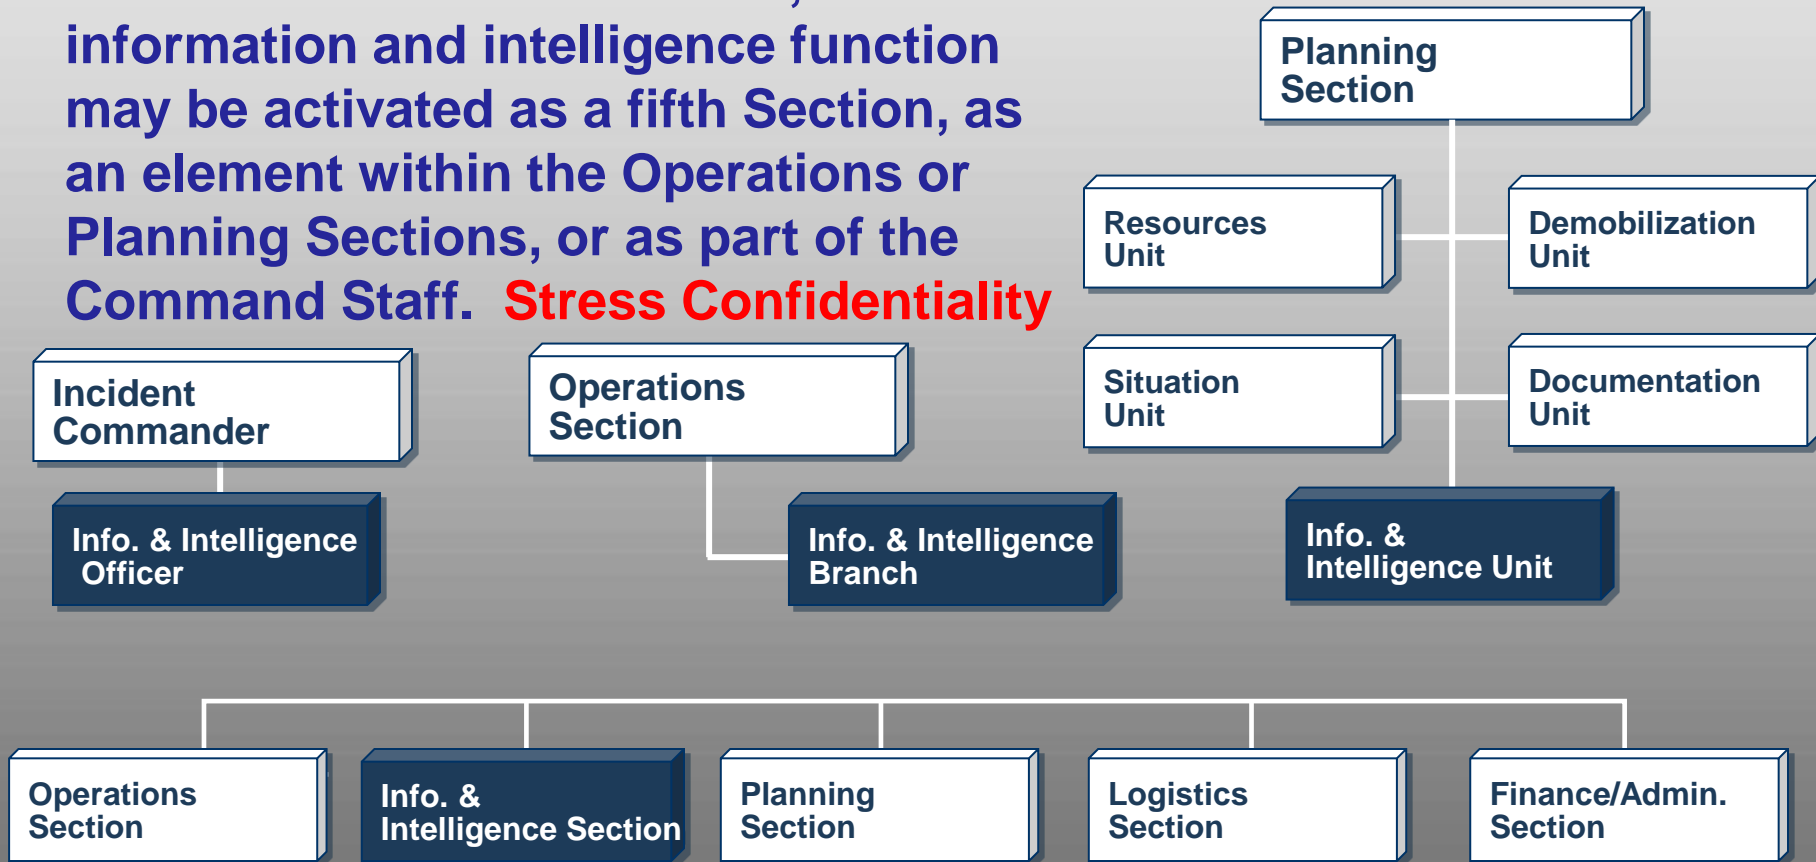 information and intelligence function
may be activated as a fifth Section, as
an element within the Operations or
Planning Sections, or as part of the
Command Staff.  Stress Confidentiality
Planning
Section
Resources
Unit
Demobilization
Unit
Situation
Unit
Documentation
Unit
Incident
Commander
Operations
Section
Info. & Intelligence
Officer
Info. & Intelligence
Branch
Info. &
Intelligence Unit
Operations
Section
Info. &
Intelligence Section
Planning
Section
Logistics
Section
Finance/Admin.
Section